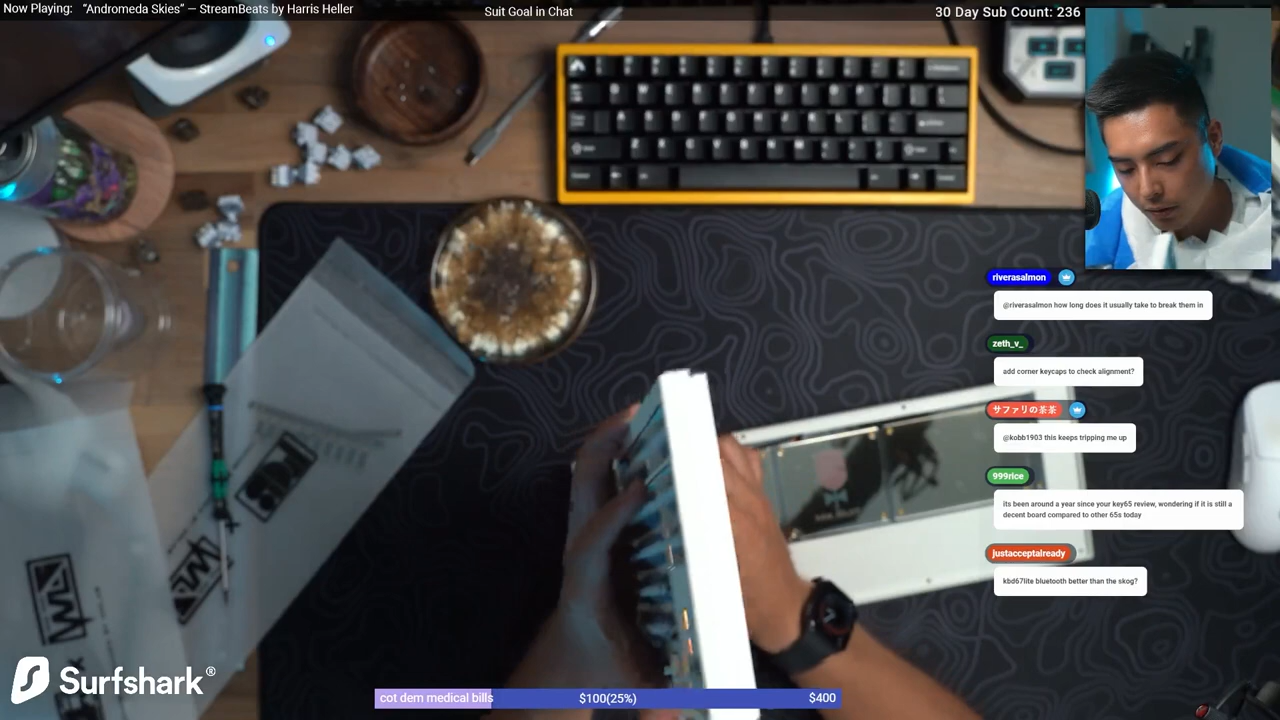 Now Playing: "Andromeda Skies" — StreamBeats by Harris Heller
Suit Goal in Chat
30 Day Sub Count: 236
riverasalmon
@riverasalmon how long does it usually take to break them in
zeth_v_
add corner keycaps to check alignment?
サファリの茶茶
@kobb1903 this keeps tripping me up
999rice
its been around a year since your key65 review, wondering if it is still a
decent board compared to other 65s today
justacceptalready
kbd67lite bluetooth better than the skog?
Surfshark®
cot dem medical bills
$100(25%)
$400